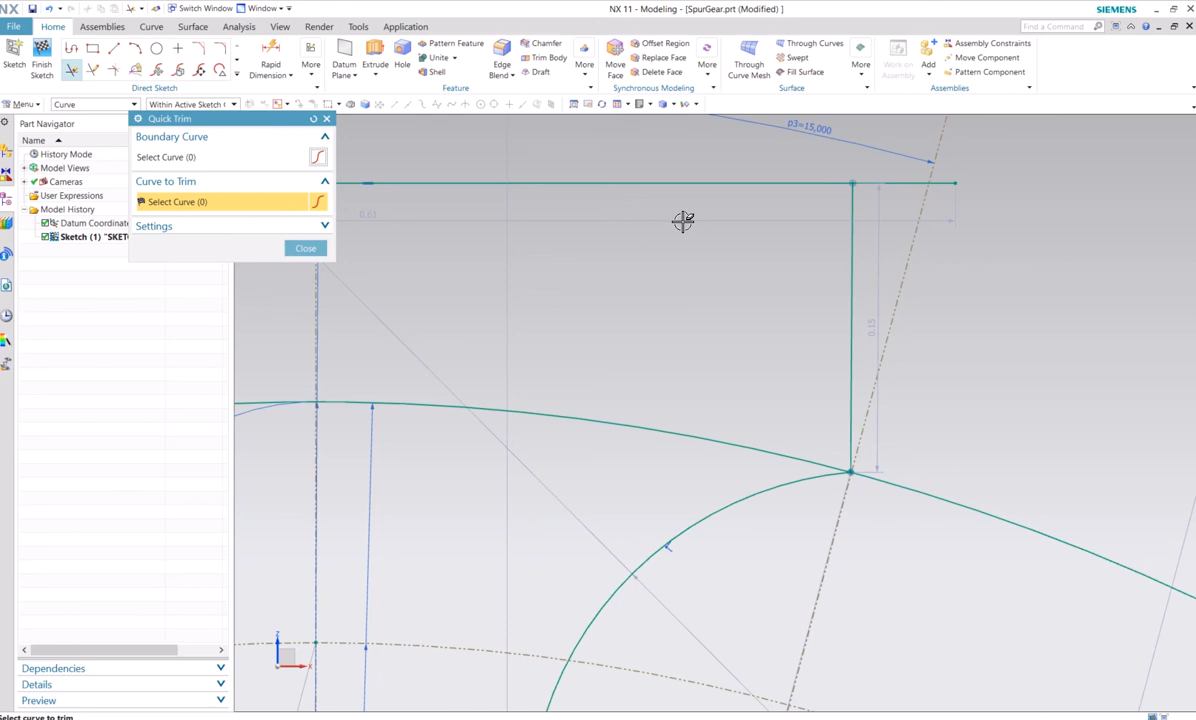 NX Switch Window Window NX 11 - Modeling - [SpurGear.prt (Modified) ] SIEMENS
File Home Assemblies Curve Surface Analysis View Render Tools Application Find a Command
Sketch Finish Sketch Rapid Dimension More Datum Plane Extrude Hole Pattern Feature Unite Shell Edge Blend Chamfer Trim Body Draft More Move Face Offset Region Replace Face Delete Face More Through Curve Mesh Through Curves Swept Fill Surface More Work on Assembly Add Assembly Constraints Move Component Pattern Component
Direct Sketch Feature Synchronous Modeling Surface Assemblies
Menu Curve Within Active Sketch
Part Navigator
Name
History Mode
Model Views
Cameras
User Expressions
Model History
Datum Coordinate
Sketch (1) "SKET
Quick Trim
Boundary Curve
Select Curve (0)
Curve to Trim
Select Curve (0)
Settings
Close
p3=15,000
0.61
0.15
Z
X
Dependencies
Details
Preview
Select curve to trim